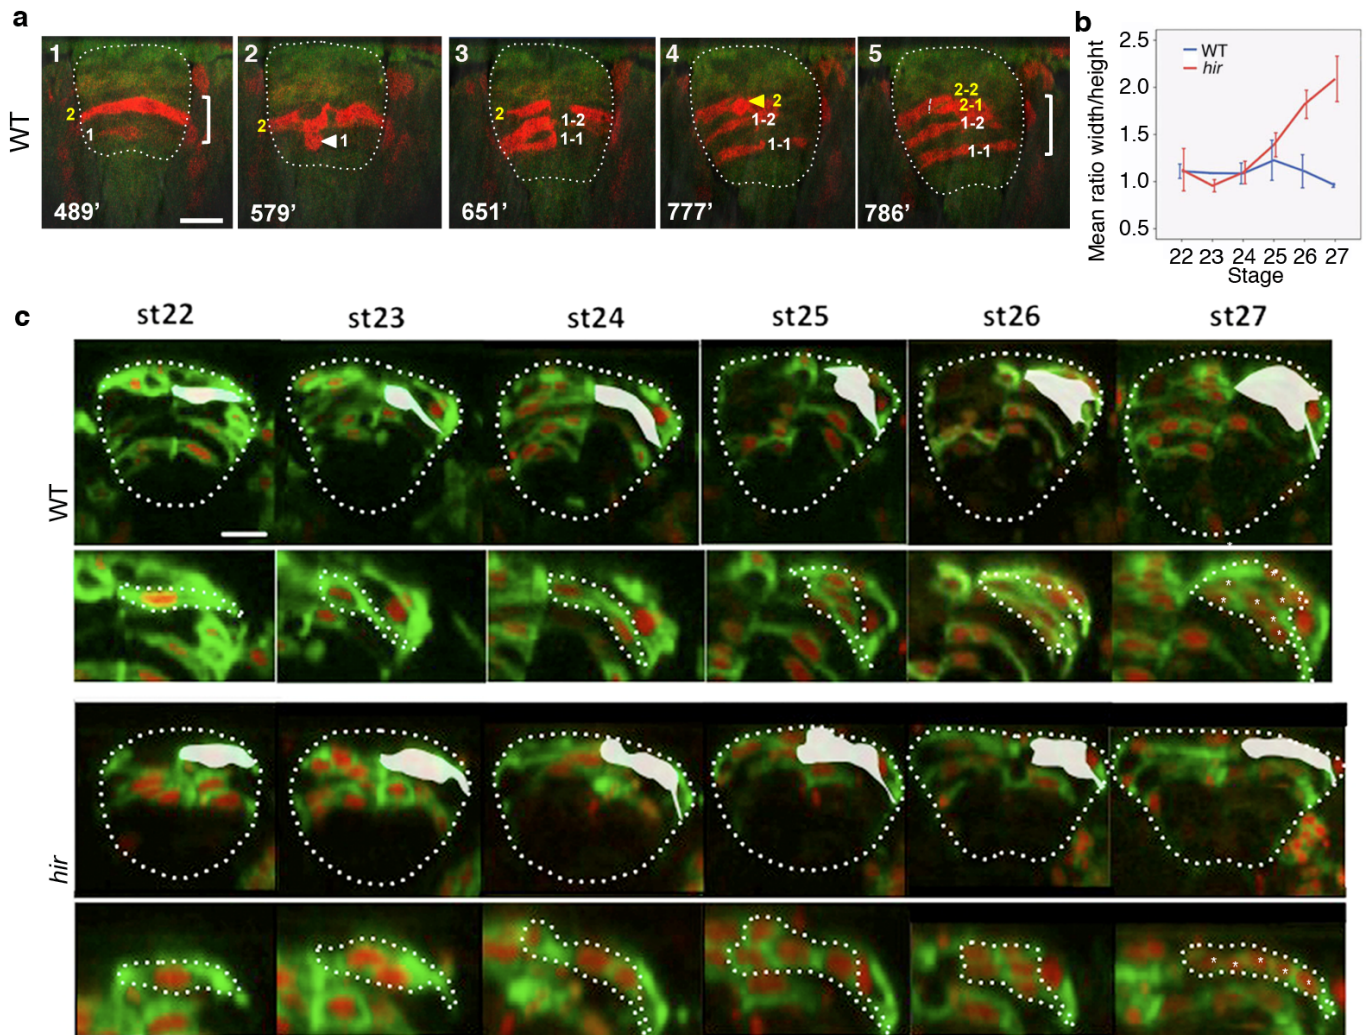 a
WT
1
2
1
489’
2
2
1
579’
3
2
1-2
1-1
651’
4
2
1-2
1-1
777’
5
2-2
2-1
1-2
1-1
786’
b
Mean ratio width/height
2.5
2.0
1.5
1.0
0.5
WT
hir
22 23 24 25 26 27
Stage
c
st22 st23 st24 st25 st26 st27
WT
hir